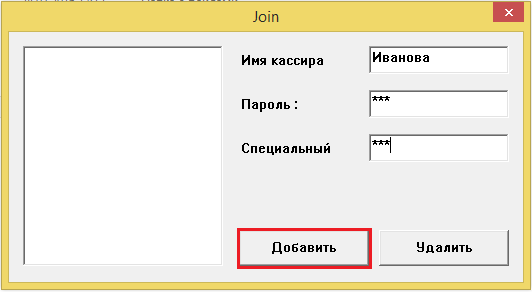 Join
Имя кассира
Иванова
Пароль :
***
Специальный
***
Добавить
Удалить